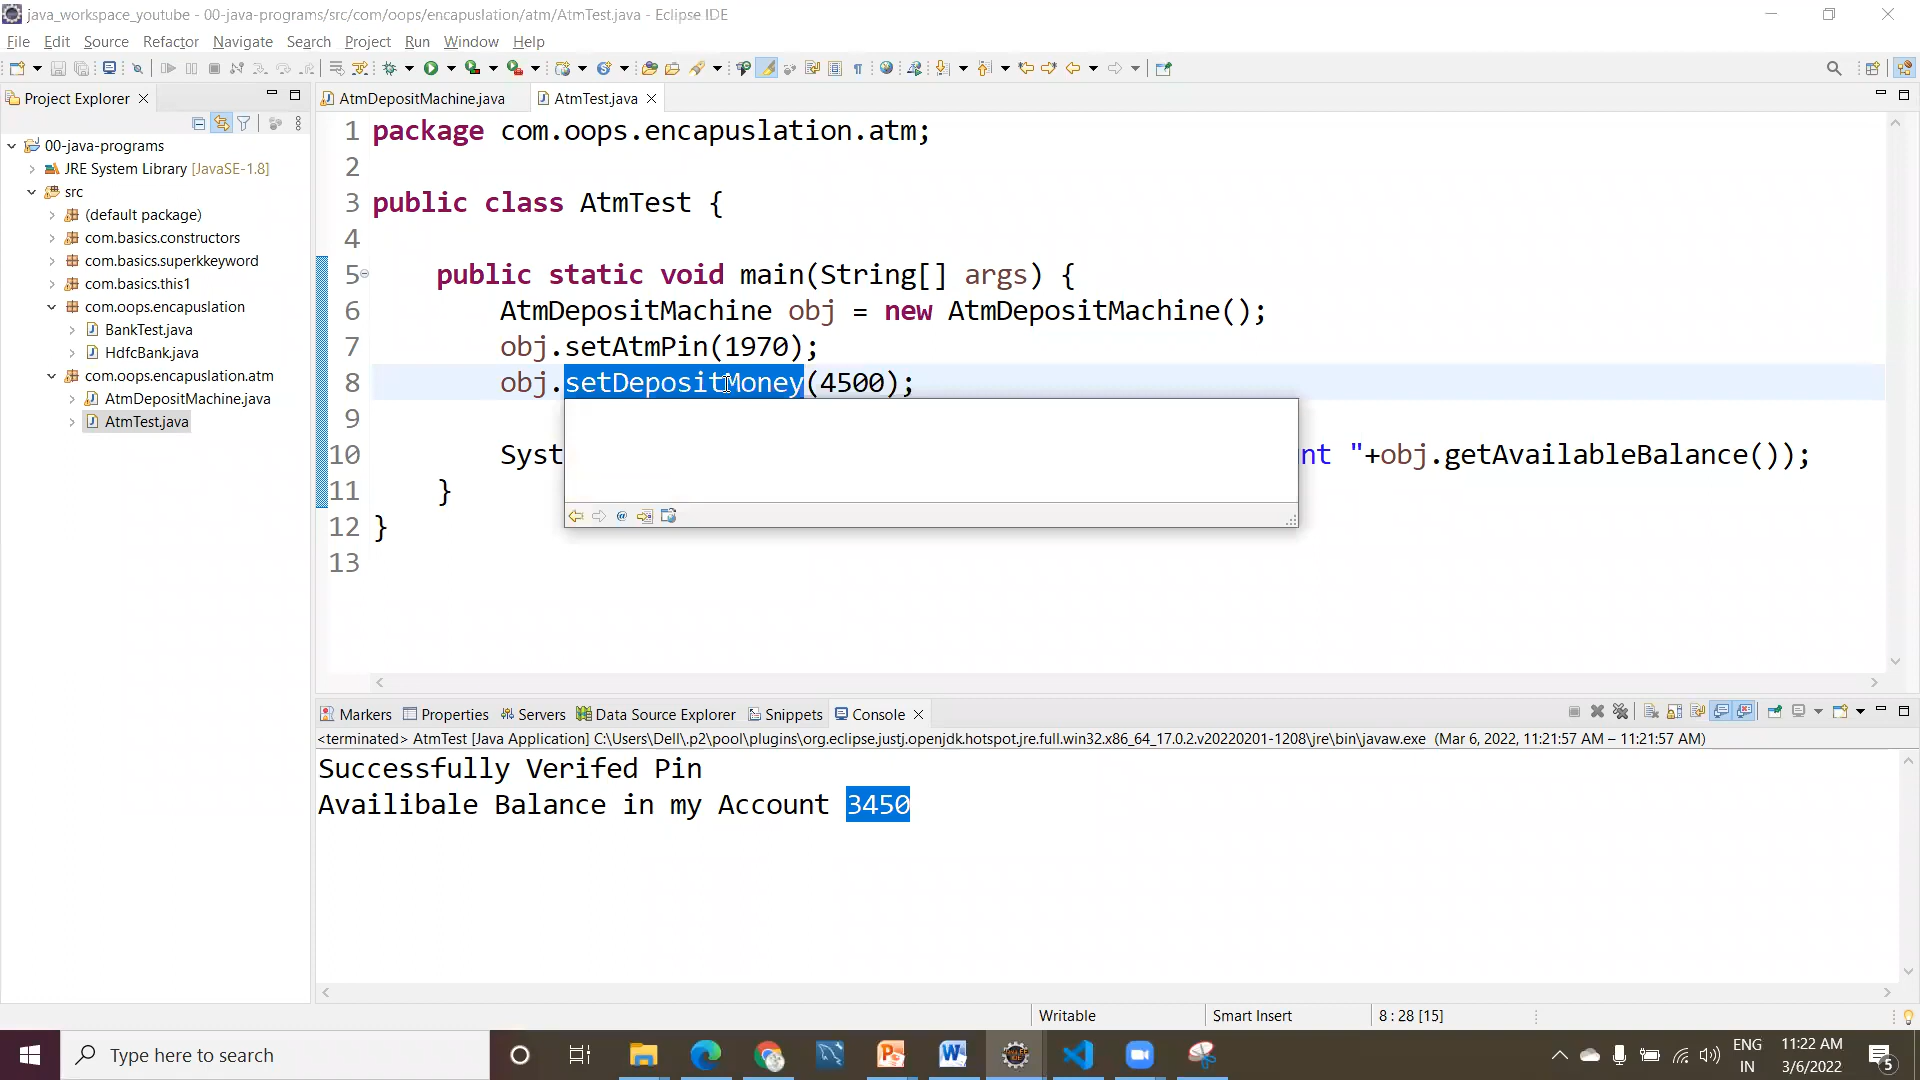 java_workspace_youtube - 00-java-programs/src/com/oops/encapuslation/atm/AtmTest.java - Eclipse IDE
File Edit Source Refactor Navigate Search Project Run Window Help
Project Explorer
AtmDepositMachine.java AtmTest.java
00-java-programs
JRE System Library [JavaSE-1.8]
src
(default package)
com.basics.constructors
com.basics.superkkeyword
com.basics.this1
com.oops.encapuslation
BankTest.java
HdfcBank.java
com.oops.encapuslation.atm
AtmDepositMachine.java
AtmTest.java
1 package com.oops.encapuslation.atm;
2
3 public class AtmTest {
4
5 public static void main(String[] args) {
6 AtmDepositMachine obj = new AtmDepositMachine();
7 obj.setAtmPin(1970);
8 obj.setDepositMoney(4500);
9
10 Syst nt "+obj.getAvailableBalance());
11 }
12 }
13
Markers Properties Servers Data Source Explorer Snippets Console
<terminated> AtmTest [Java Application] C:\Users\Dell\.p2\pool\plugins\org.eclipse.justj.openjdk.hotspot.jre.full.win32.x86_64_17.0.2.v20220201-1208\jre\bin\javaw.exe (Mar 6, 2022, 11:21:57 AM – 11:21:57 AM)
Successfully Verifed Pin
Availibale Balance in my Account 3450
Writable Smart Insert 8 : 28 [15]
Type here to search
ENG
IN
11:22 AM
3/6/2022
5